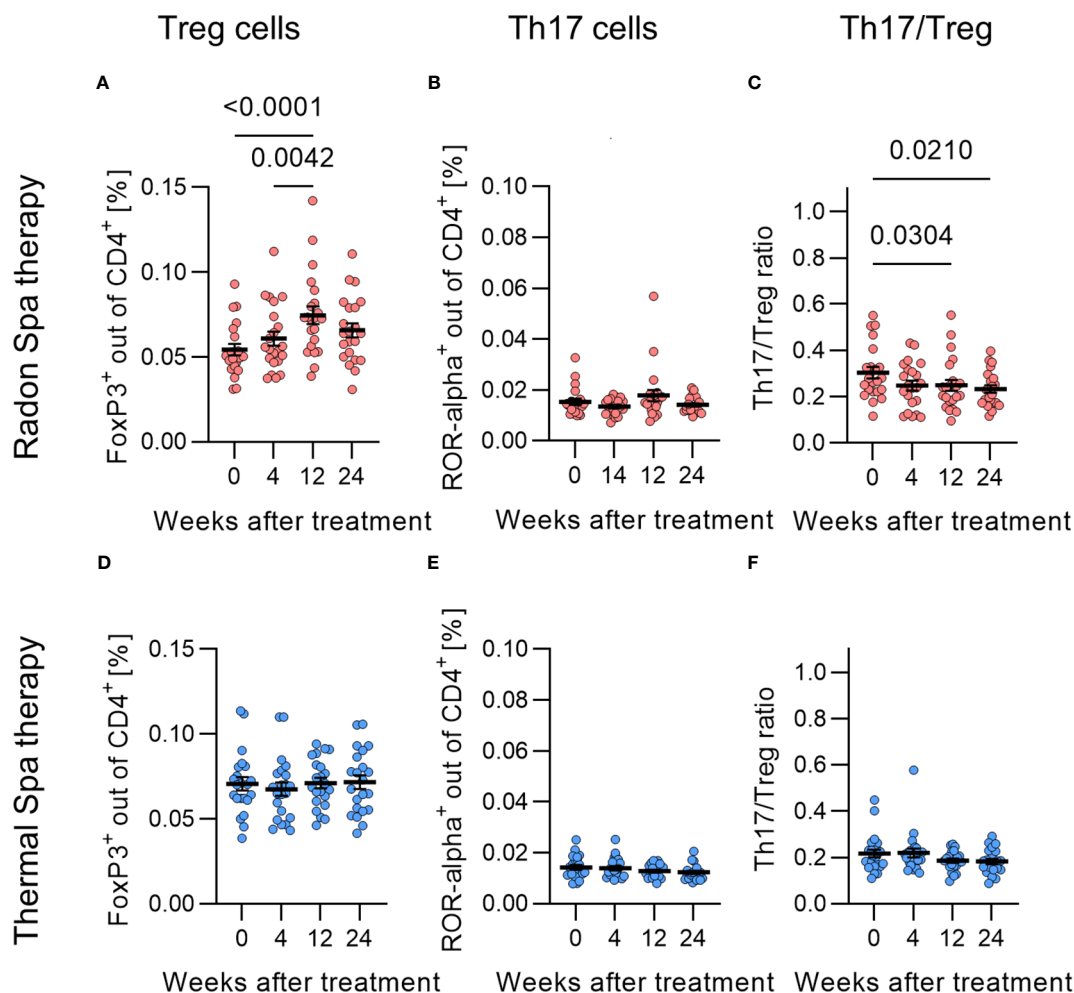 Treg cells Th17 cells Th17/Treg
A B C
Radon Spa therapy
<0.0001
0.0042
FoxP3⁺ out of CD4⁺ [%]
0.15
0.10
0.05
0.00
0 4 12 24
Weeks after treatment
ROR-alpha⁺ out of CD4⁺ [%]
0.10
0.08
0.06
0.04
0.02
0.00
0 14 12 24
Weeks after treatment
0.0210
0.0304
Th17/Treg ratio
1.0
0.8
0.6
0.4
0.2
0.0
0 4 12 24
Weeks after treatment
D E F
Thermal Spa therapy
FoxP3⁺ out of CD4⁺ [%]
0.15
0.10
0.05
0.00
0 4 12 24
Weeks after treatment
ROR-alpha⁺ out of CD4⁺ [%]
0.10
0.08
0.06
0.04
0.02
0.00
0 4 12 24
Weeks after treatment
Th17/Treg ratio
1.0
0.8
0.6
0.4
0.2
0.0
0 4 12 24
Weeks after treatment